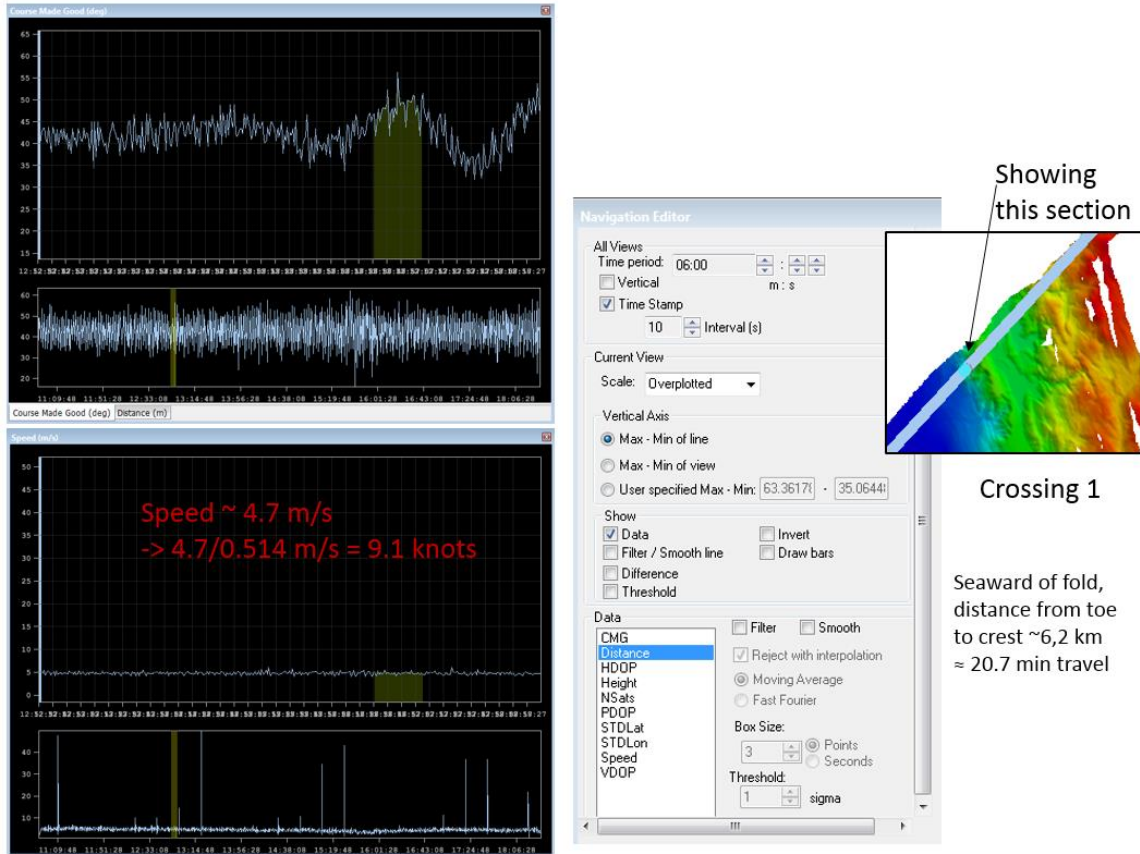 Course Made Good (deg)
65
60
55
50
45
40
35
30
25
20
15
60
50
40
30
20
11:09:48 11:51:28 12:33:08 13:14:48 13:56:28 14:38:08 15:19:48 16:01:28 16:43:08 17:24:48 18:06:28
Course Made Good (deg) Distance (m)
Speed (m/s)
50
45
40
35
30
25
20
15
10
5
0
Speed ~ 4.7 m/s
-> 4.7/0.514 m/s = 9.1 knots
40
30
20
10
11:09:48 11:51:28 12:33:08 13:14:48 13:56:28 14:38:08 15:19:48 16:01:28 16:43:08 17:24:48 18:06:28
Navigation Editor
All Views
Time period: 06:00 :
Vertical m : s
Time Stamp
10 Interval (s)
Current View
Scale: Overplotted
Vertical Axis
Max - Min of line
Max - Min of view
User specified Max - Min: 63.3617 - 35.0644
Show
Data Invert
Filter / Smooth line Draw bars
Difference
Threshold
Data
CMG
Distance
HDOP
Height
NSats
PDOP
STDLat
STDLon
Speed
VDOP
Filter Smooth
Reject with interpolation
Moving Average
Fast Fourier
Box Size:
3 Points
Seconds
Threshold:
1 sigma
Showing
this section
Crossing 1
Seaward of fold,
distance from toe
to crest ~6,2 km
≈ 20.7 min travel